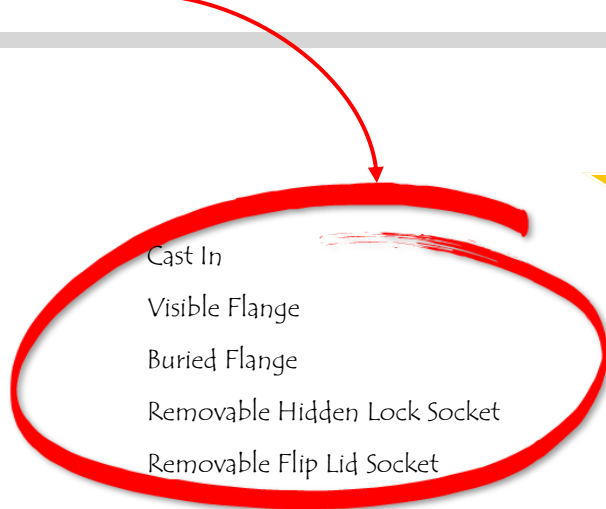 Cast In
Visible Flange
Buried Flange
Removable Hidden Lock Socket
Removable Flip Lid Socket